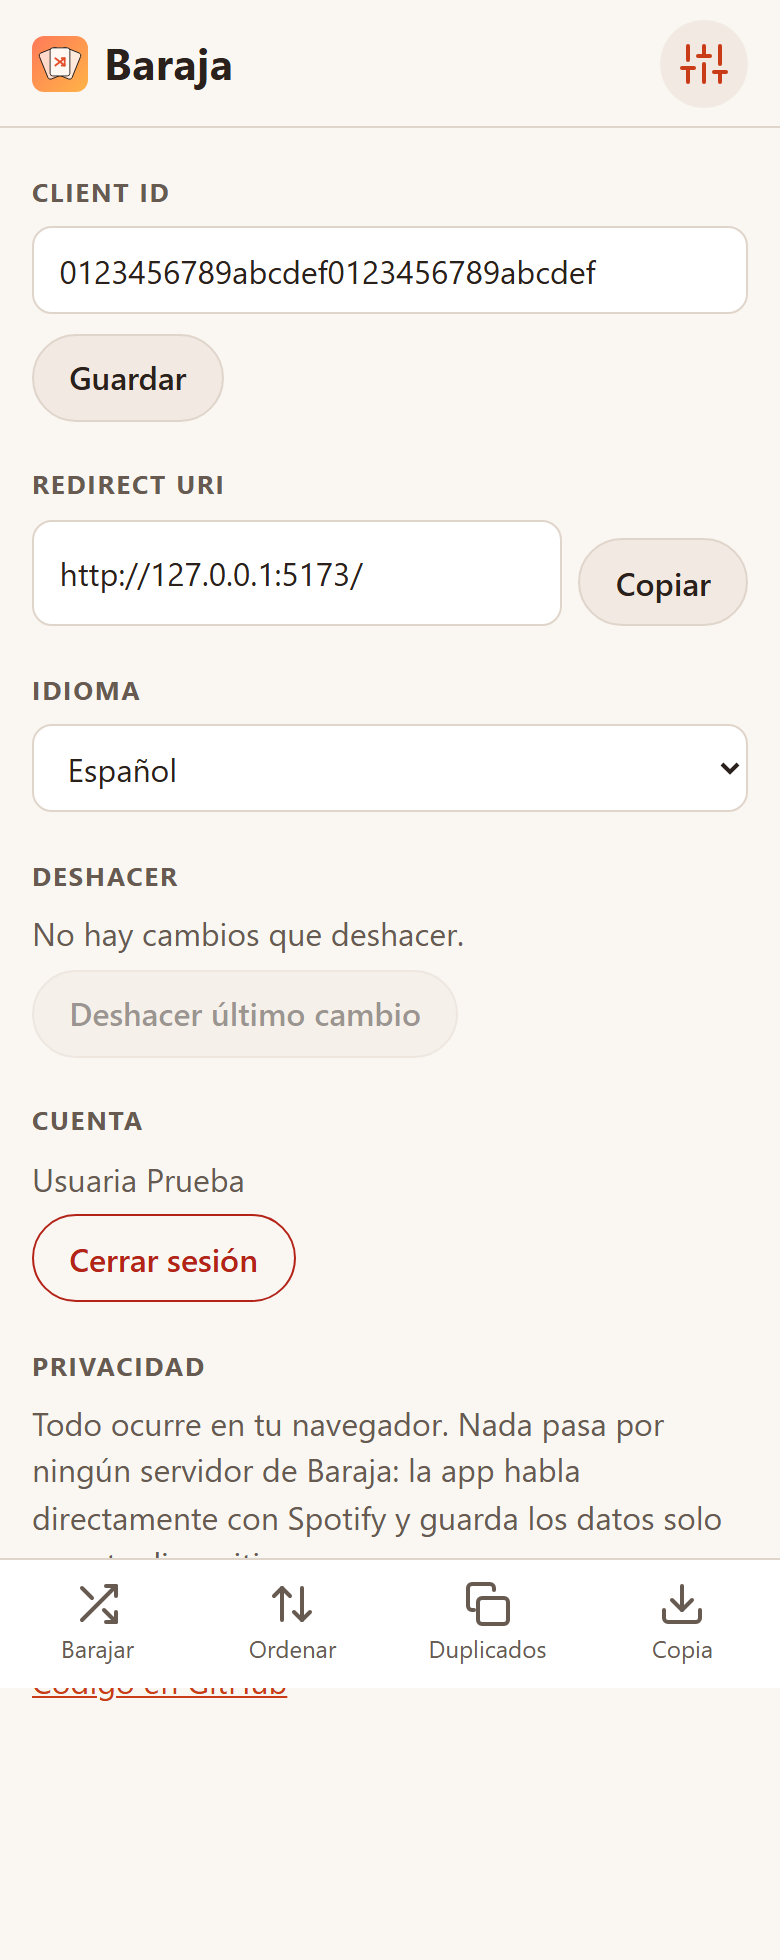 Baraja
CLIENT ID
0123456789abcdef0123456789abcdef
Guardar
REDIRECT URI
http://127.0.0.1:5173/
Copiar
IDIOMA
Español
DESHACER
No hay cambios que deshacer.
Deshacer último cambio
CUENTA
Usuaria Prueba
Cerrar sesión
PRIVACIDAD
Todo ocurre en tu navegador. Nada pasa por
ningún servidor de Baraja: la app habla
directamente con Spotify y guarda los datos solo
Barajar
Ordenar
Duplicados
Copia
Código en GitHub